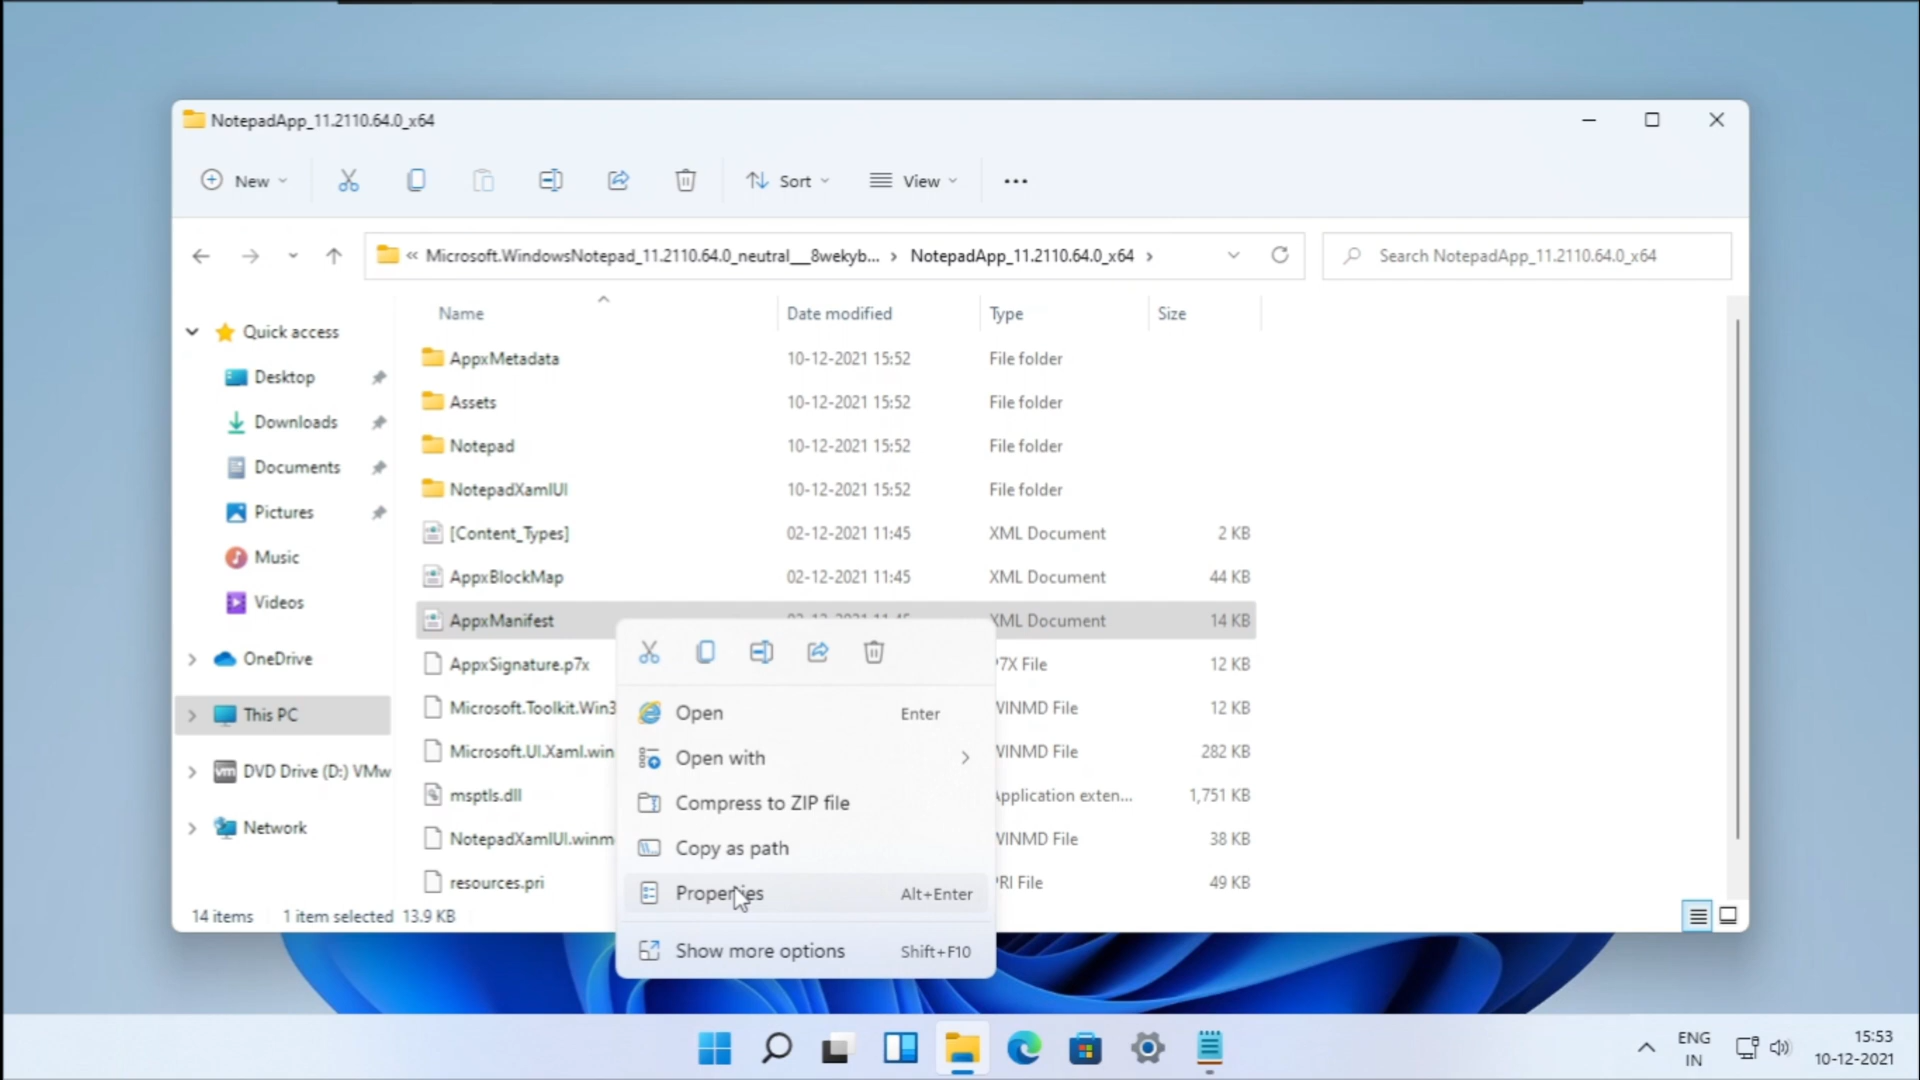 NotepadApp_11.2110.64.0_x64
New
Sort
View
« Microsoft.WindowsNotepad_11.2110.64.0_neutral__8wekyb... › NotepadApp_11.2110.64.0_x64 ›
Search NotepadApp_11.2110.64.0_x64
Name Date modified Type Size
Quick access
Desktop
Downloads
Documents
Pictures
Music
Videos
OneDrive
This PC
DVD Drive (D:) VMw
Network
AppxMetadata 10-12-2021 15:52 File folder
Assets 10-12-2021 15:52 File folder
Notepad 10-12-2021 15:52 File folder
NotepadXamlUI 10-12-2021 15:52 File folder
[Content_Types] 02-12-2021 11:45 XML Document 2 KB
AppxBlockMap 02-12-2021 11:45 XML Document 44 KB
AppxManifest 02-12-2021 11:45 XML Document 14 KB
AppxSignature.p7x 7X File 12 KB
Microsoft.Toolkit.Win3 WINMD File 12 KB
Microsoft.UI.Xaml.win WINMD File 282 KB
msptls.dll Application exten... 1,751 KB
NotepadXamlUI.winm WINMD File 38 KB
resources.pri RI File 49 KB
Open Enter
Open with
Compress to ZIP file
Copy as path
Properties Alt+Enter
Show more options Shift+F10
14 items 1 item selected 13.9 KB
vm
ENG
IN
15:53
10-12-2021